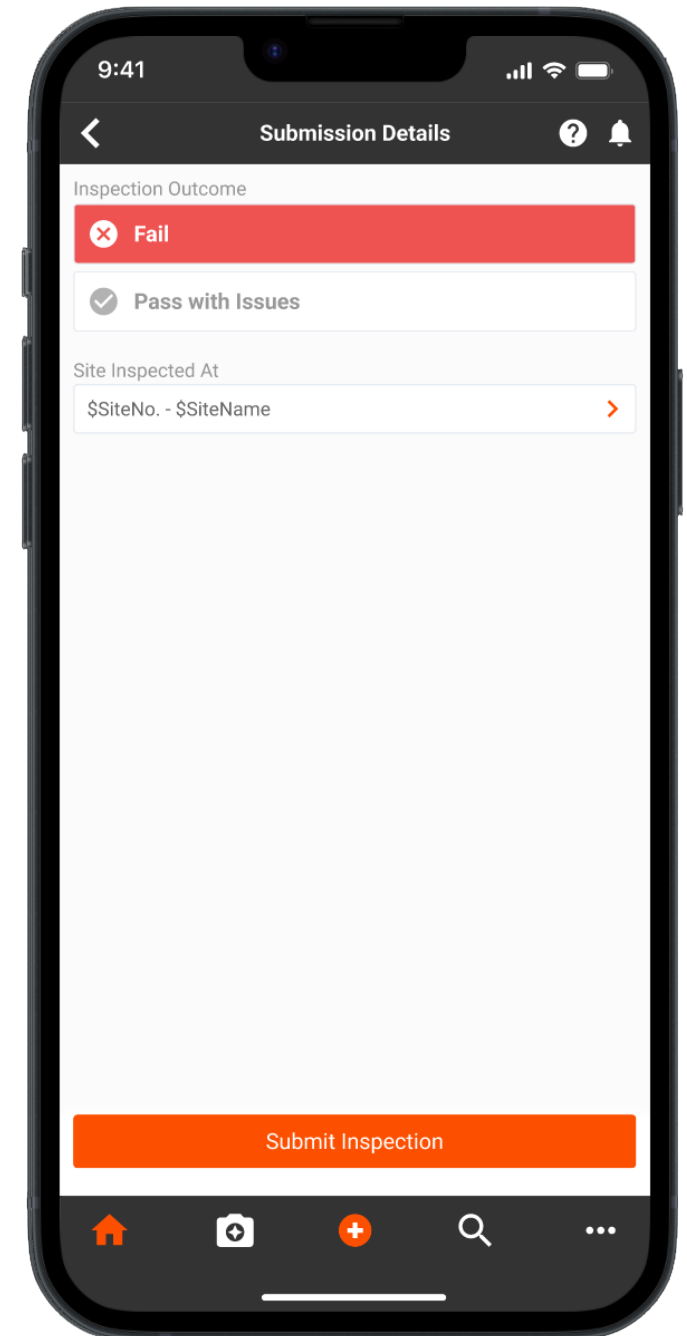 9:41
Submission Details
Inspection Outcome
Fail
Pass with Issues
Site Inspected At
$SiteNo. - $SiteName
Submit Inspection